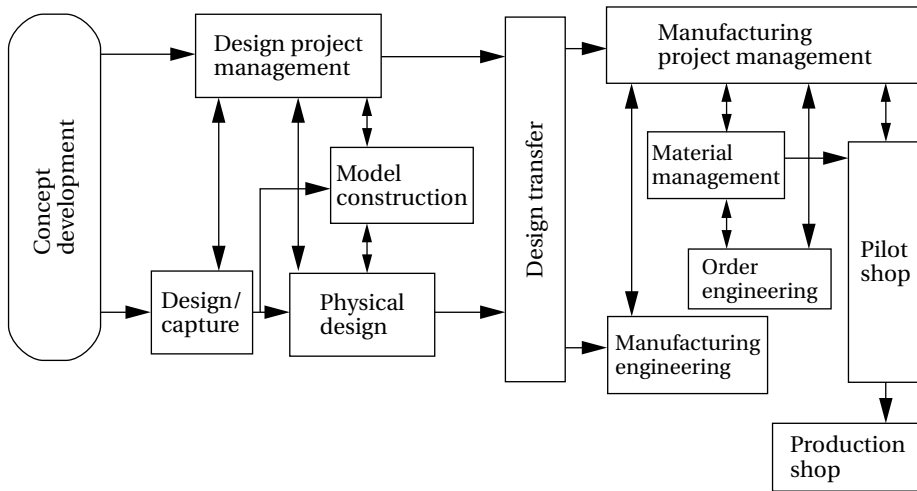 Concept
development
Design project
management
Model
construction
Design/
capture
Physical
design
Design transfer
Manufacturing
project management
Material
management
Order
engineering
Manufacturing
engineering
Pilot
shop
Production
shop